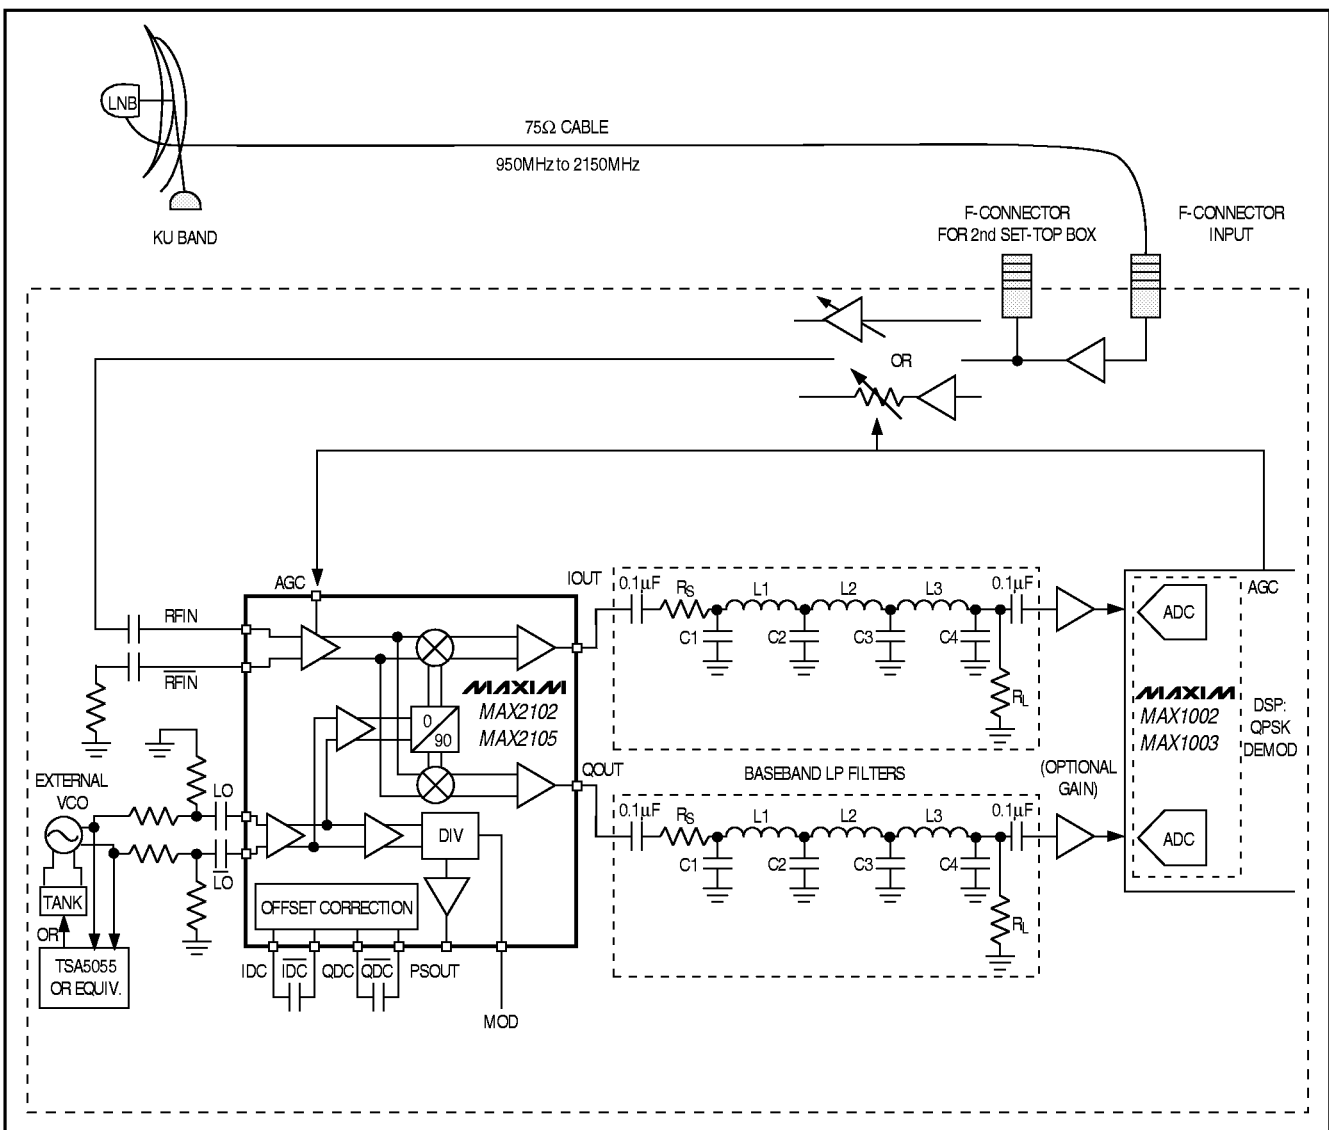 LNB
75Ω CABLE
950MHz to 2150MHz
KU BAND
F-CONNECTOR
FOR 2nd SET-TOP BOX
F-CONNECTOR
INPUT
OR
AGC
RFIN
RFIN
IOUT
0.1µF
RS
L1
L2
L3
0.1µF
C1
C2
C3
C4
RL
MAXIM
MAX2102
MAX2105
0
90
QOUT
BASEBAND LP FILTERS
(OPTIONAL
GAIN)
0.1µF
RS
L1
L2
L3
0.1µF
C1
C2
C3
C4
RL
AGC
ADC
MAXIM
MAX1002
MAX1003
DSP:
QPSK
DEMOD
ADC
EXTERNAL
VCO
LO
LO
TANK
OR
TSA5055
OR EQUIV.
DIV
OFFSET CORRECTION
IDC
IDC
QDC
QDC
PSOUT
MOD